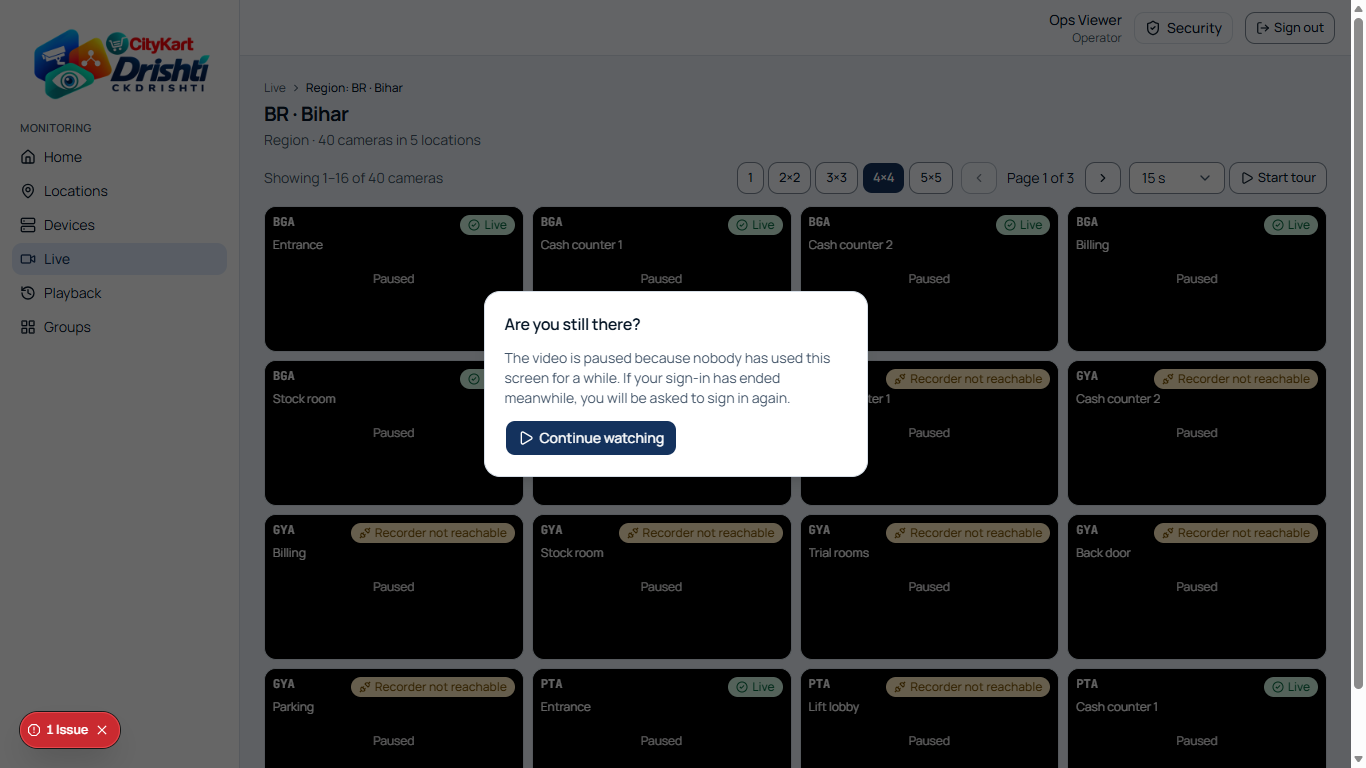 CityKart
Drishti
CKDRISHTI
MONITORING
Home
Locations
Devices
Live
Playback
Groups
1 Issue
Ops Viewer
Operator
Security
Sign out
Live > Region: BR · Bihar
BR · Bihar
Region · 40 cameras in 5 locations
Showing 1–16 of 40 cameras
1 2×2 3×3 4×4 5×5 Page 1 of 3 15 s Start tour
BGA Live
Entrance
Paused
BGA Live
Cash counter 1
Paused
BGA Live
Cash counter 2
Paused
BGA Live
Billing
Paused
BGA
Stock room
Paused
Recorder not reachable
ter 1
Paused
GYA Recorder not reachable
Cash counter 2
Paused
Are you still there?
The video is paused because nobody has used this
screen for a while. If your sign-in has ended
meanwhile, you will be asked to sign in again.
Continue watching
GYA Recorder not reachable
Billing
Paused
GYA Recorder not reachable
Stock room
Paused
GYA Recorder not reachable
Trial rooms
Paused
GYA Recorder not reachable
Back door
Paused
GYA Recorder not reachable
Parking
Paused
PTA Live
Entrance
Paused
PTA Recorder not reachable
Lift lobby
Paused
PTA Live
Cash counter 1
Paused